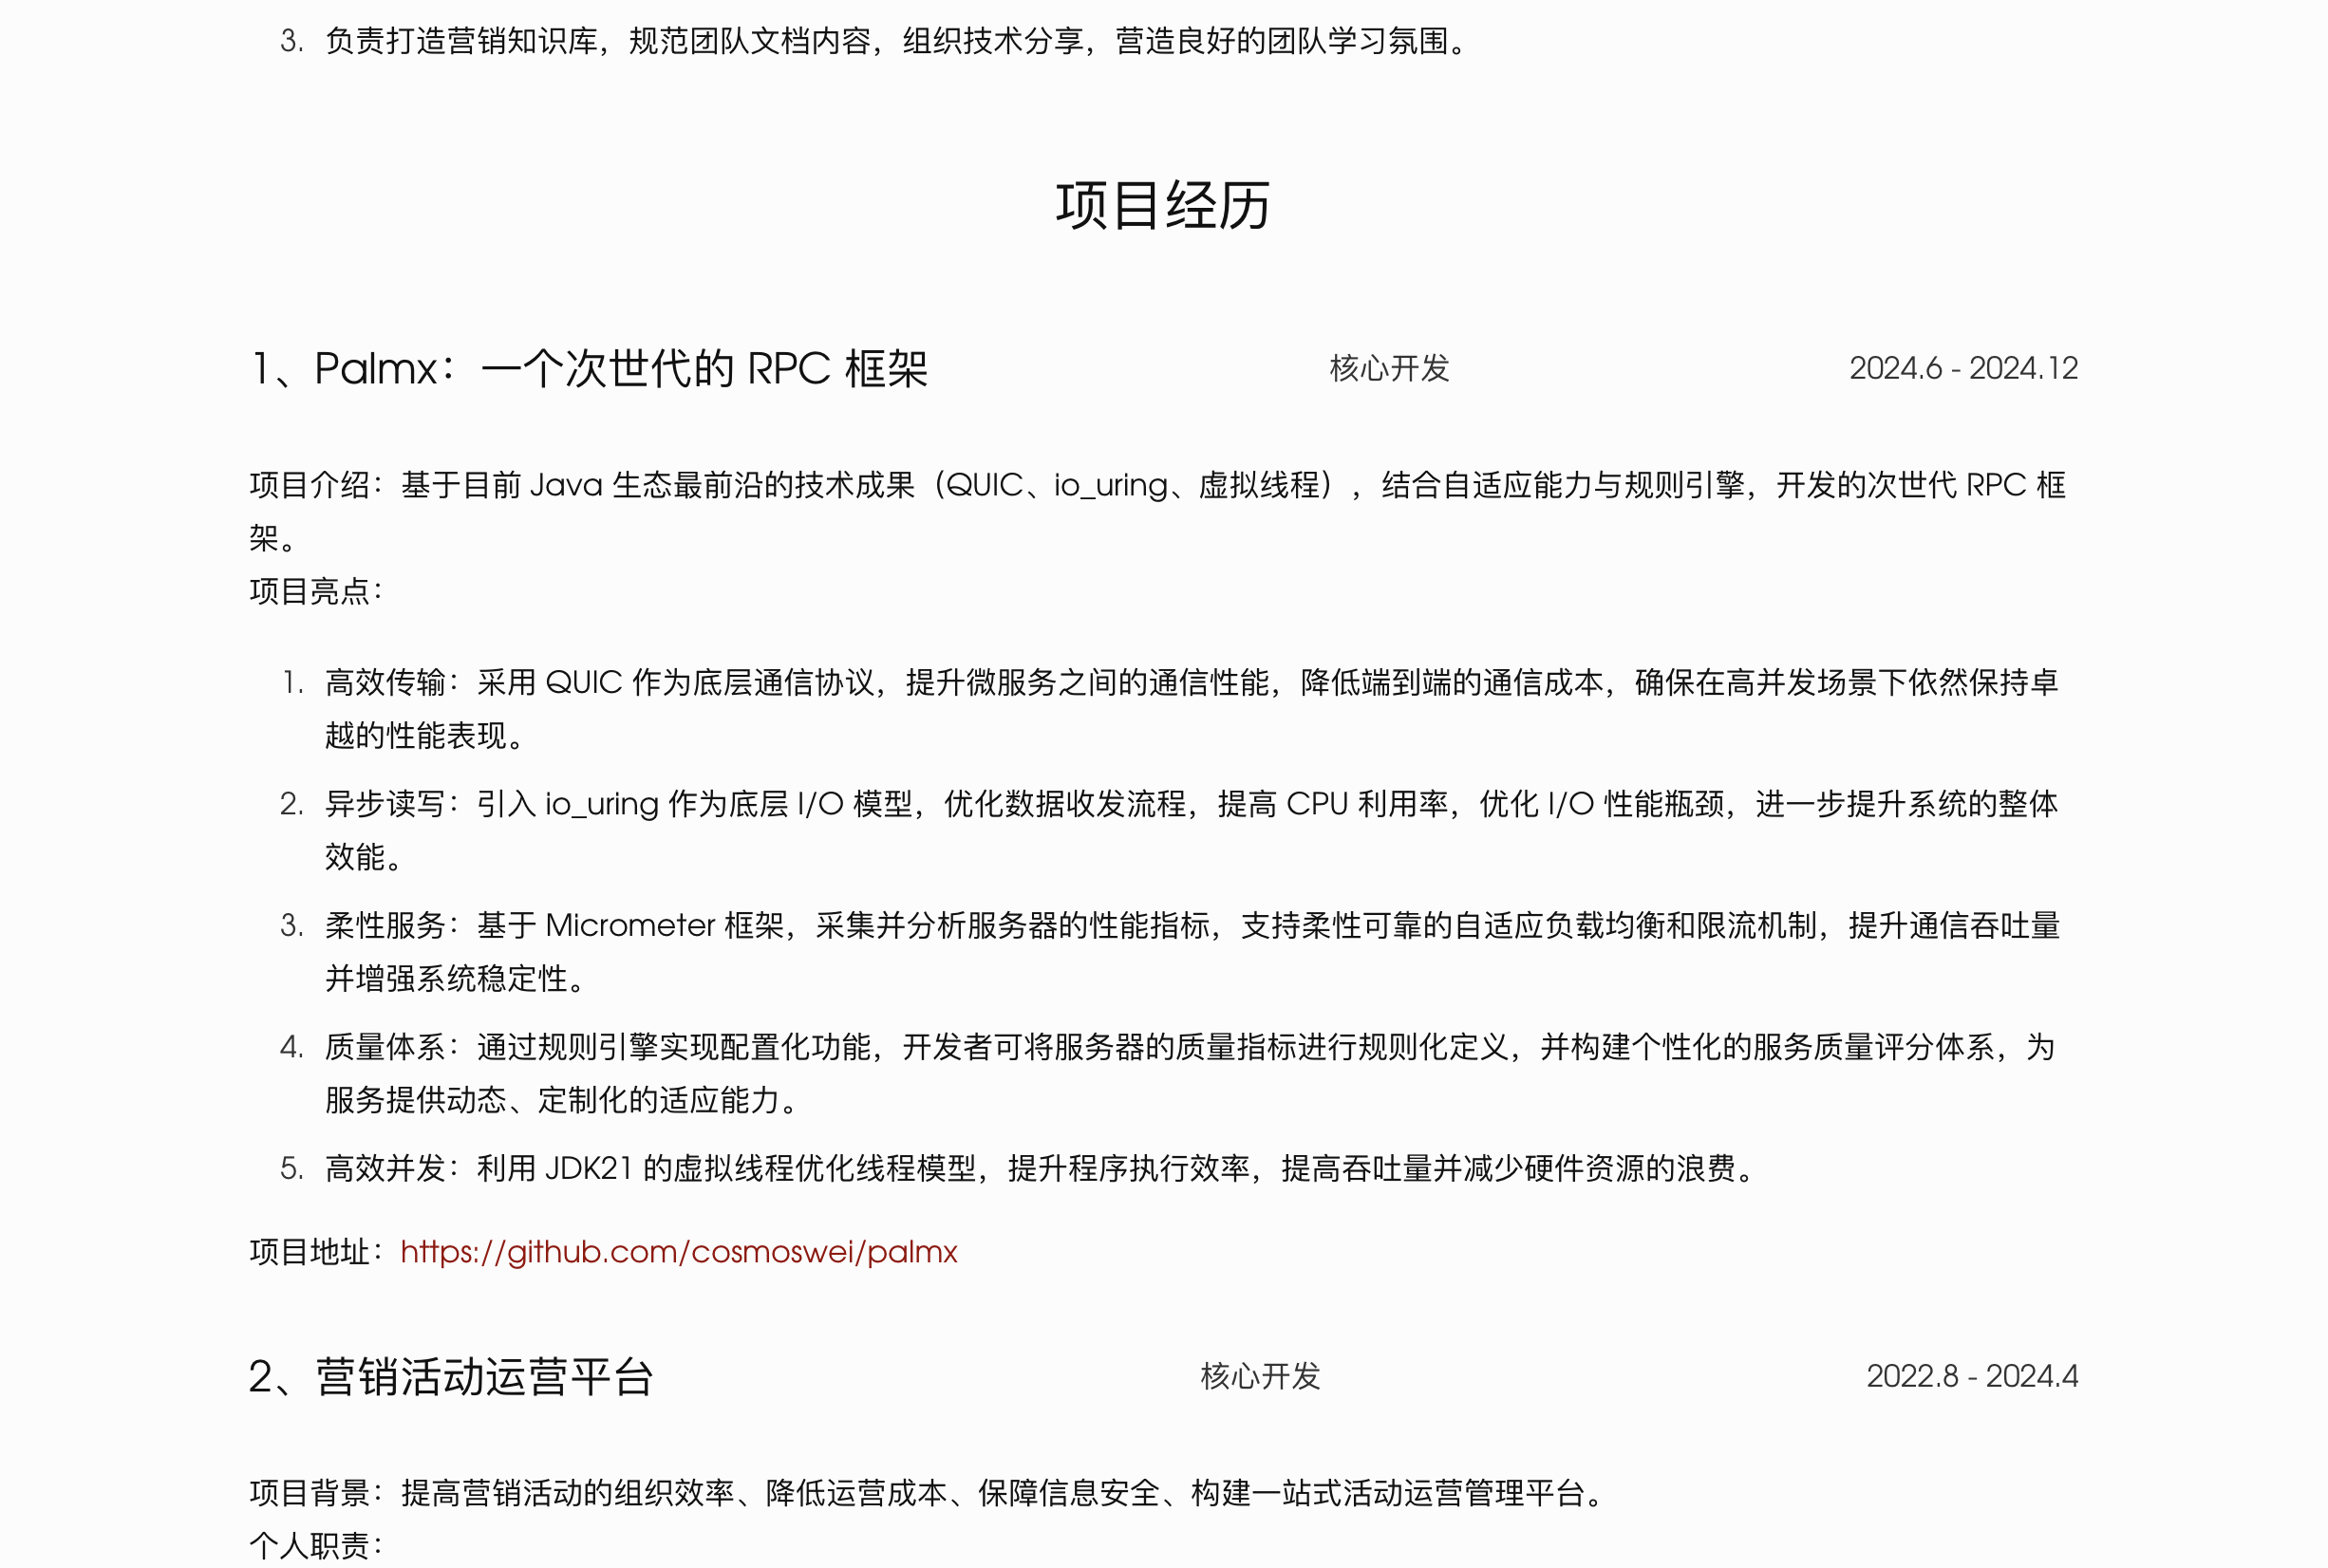 3. 负责打造营销知识库，规范团队文档内容，组织技术分享，营造良好的团队学习氛围。
项目经历
1、Palmx：一个次世代的 RPC 框架 核心开发 2024.6 - 2024.12
项目介绍：基于目前 Java 生态最前沿的技术成果（QUIC、io_uring、虚拟线程），结合自适应能力与规则引擎，开发的次世代 RPC 框
架。
项目亮点：
1. 高效传输：采用 QUIC 作为底层通信协议，提升微服务之间的通信性能，降低端到端的通信成本，确保在高并发场景下依然保持卓
越的性能表现。
2. 异步读写：引入 io_uring 作为底层 I/O 模型，优化数据收发流程，提高 CPU 利用率，优化 I/O 性能瓶颈，进一步提升系统的整体
效能。
3. 柔性服务：基于 Micrometer 框架，采集并分析服务器的性能指标，支持柔性可靠的自适应负载均衡和限流机制，提升通信吞吐量
并增强系统稳定性。
4. 质量体系：通过规则引擎实现配置化功能，开发者可将服务器的质量指标进行规则化定义，并构建个性化的服务质量评分体系，为
服务提供动态、定制化的适应能力。
5. 高效并发：利用 JDK21 的虚拟线程优化线程模型，提升程序执行效率，提高吞吐量并减少硬件资源的浪费。
项目地址：https://github.com/cosmoswei/palmx
2、营销活动运营平台 核心开发 2022.8 - 2024.4
项目背景：提高营销活动的组织效率、降低运营成本、保障信息安全、构建一站式活动运营管理平台。
个人职责：